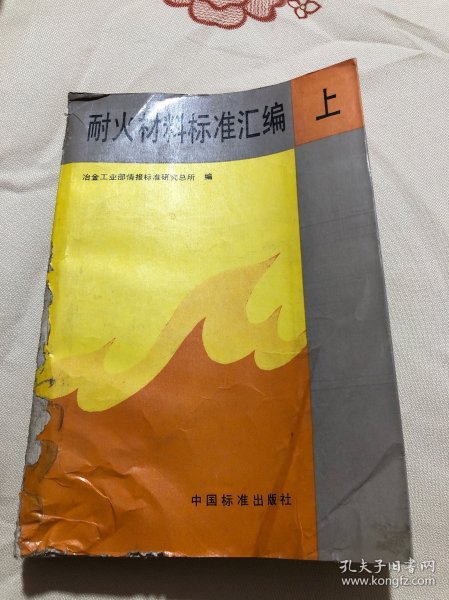 耐火材料标准汇编 上
冶金工业部情报标准研究总所 编
中国标准出版社
孔夫子旧书网
www.kongfz.com